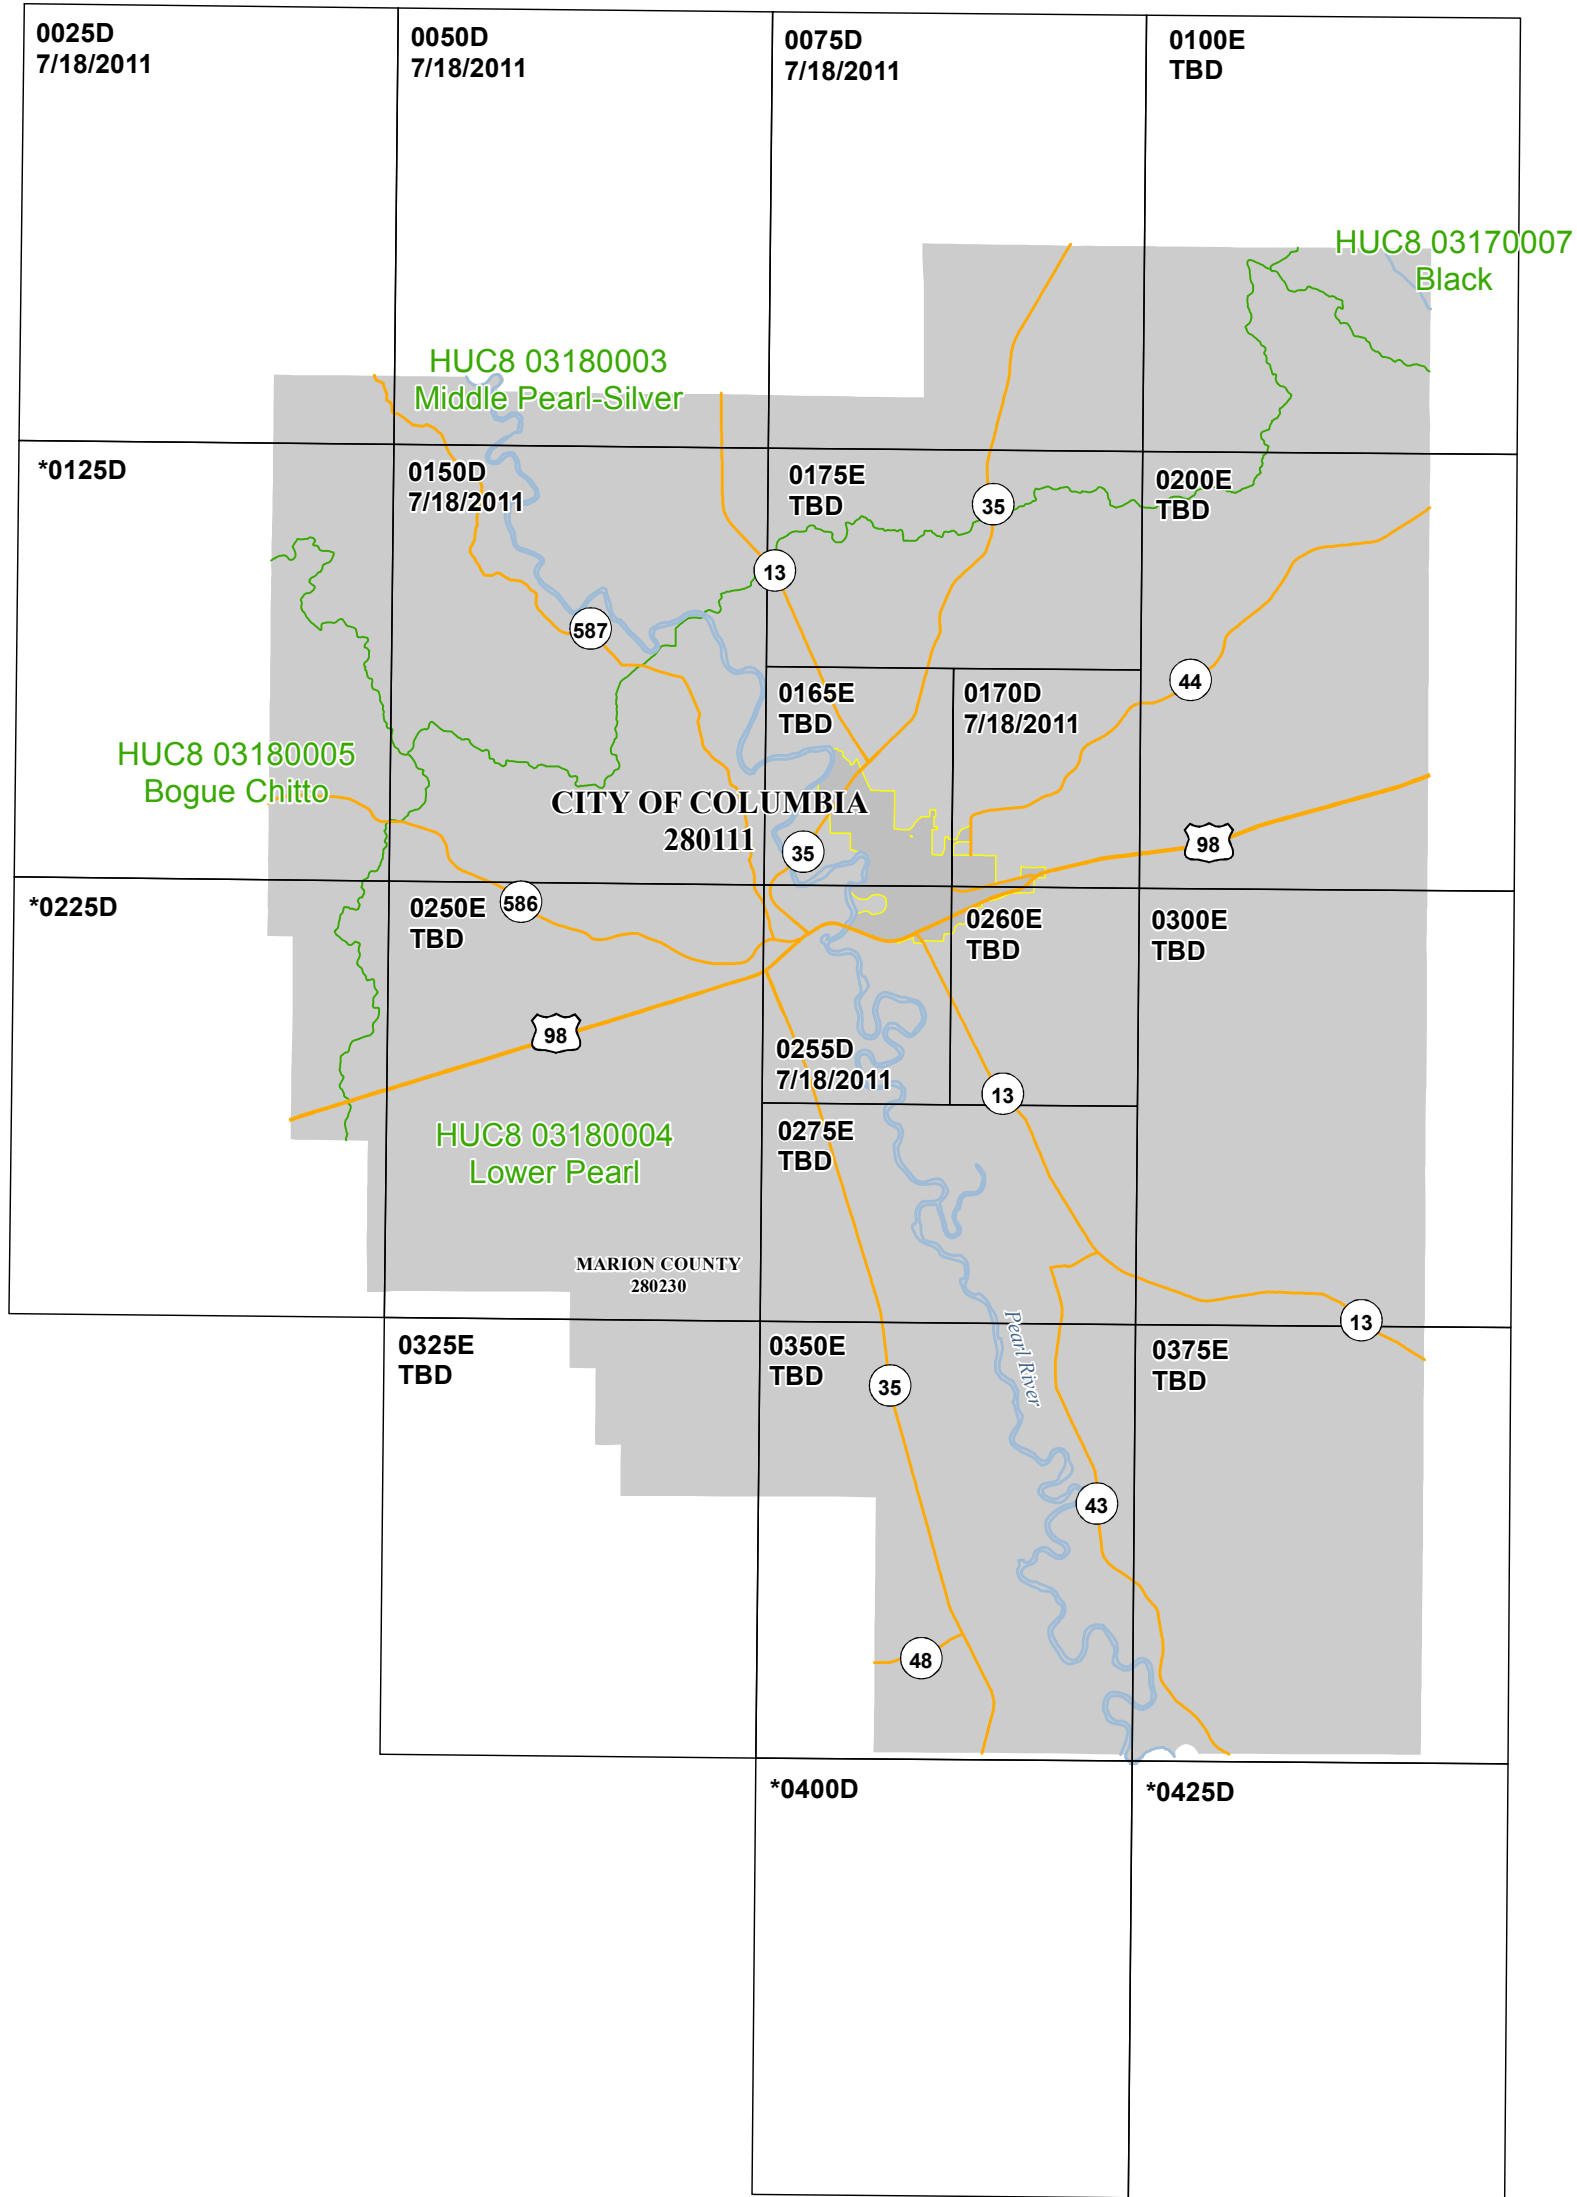 0025D
7/18/2011
0050D
7/18/2011
0075D
7/18/2011
0100E
TBD
HUC8 03170007
Black
HUC8 03180003
Middle Pearl-Silver
*0125D
0150D
7/18/2011
0175E
TBD
35
0200E
TBD
13
587
44
0165E
TBD
0170D
7/18/2011
HUC8 03180005
Bogue Chitto
CITY OF COLUMBIA
280111
35
98
*0225D
0250E
TBD
586
0260E
TBD
0300E
TBD
98
0255D
7/18/2011
13
HUC8 03180004
Lower Pearl
0275E
TBD
MARION COUNTY
280230
Pearl River
13
0325E
TBD
0350E
TBD
35
0375E
TBD
43
48
*0400D
*0425D